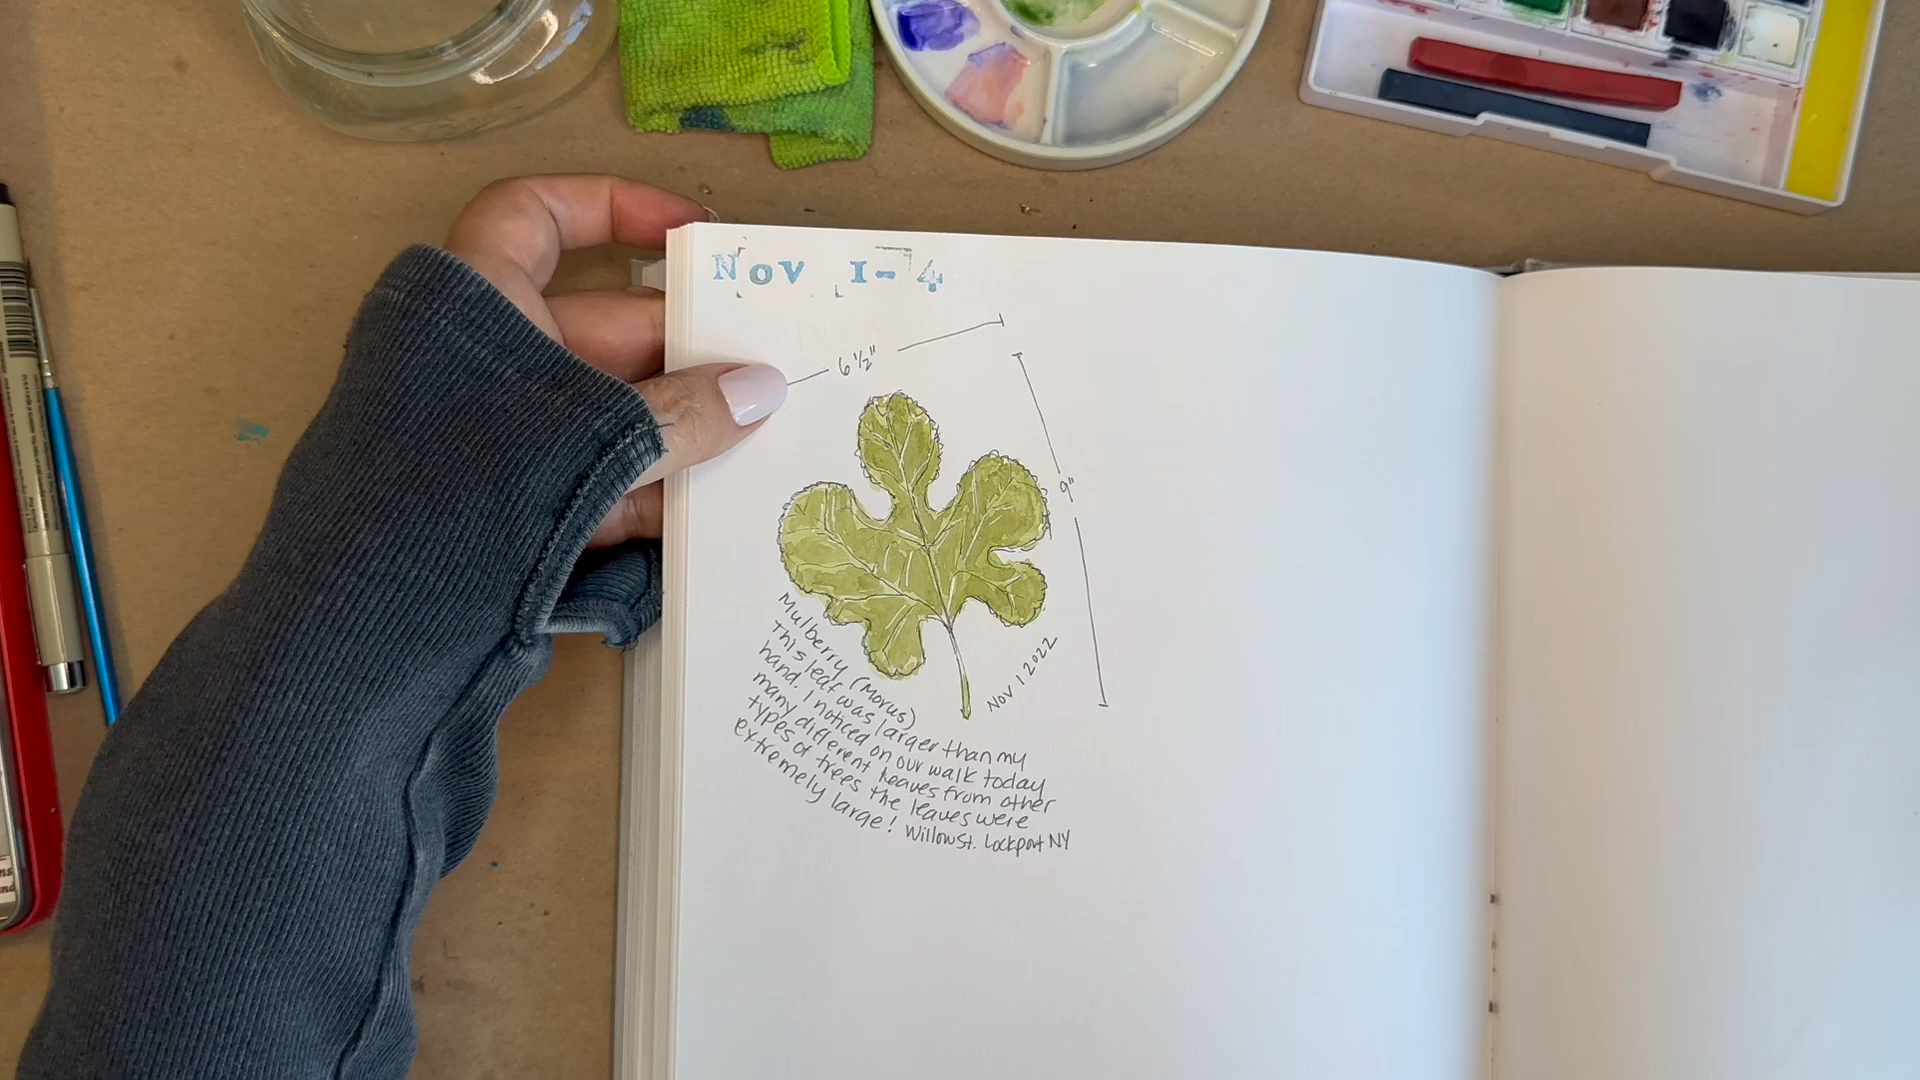 Nov 1-4
6 ½"
9"
Mulberry (Morus)
This leaf was larger than my
hand. I noticed on our walk today
many different leaves from other
types of trees the leaves were
extremely large! Willow St. Lockport NY
Nov 1 2022